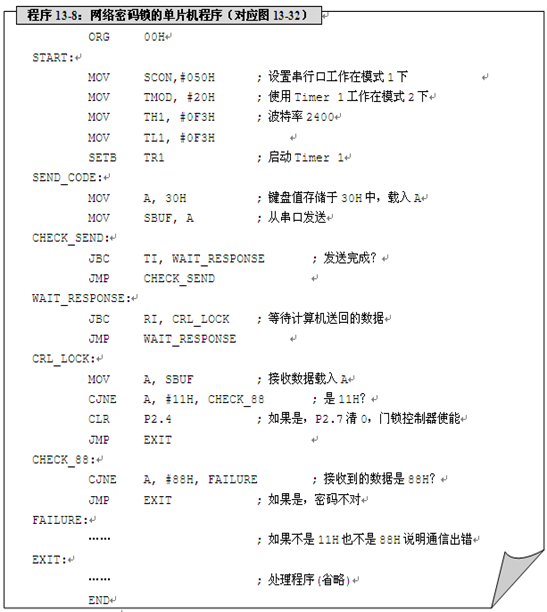 程序 13-8：网络密码锁的单片机程序（对应图 13-32）
ORG 00H
START:
MOV SCON,#050H ; 设置串行口工作在模式 1 下
MOV TMOD, #20H ; 使用 Timer 1 工作在模式 2 下
MOV TH1, #0F3H ; 波特率 2400
MOV TL1, #0F3H
SETB TR1 ; 启动 Timer 1
SEND_CODE:
MOV A, 30H ; 键盘值存储于 30H 中，载入 A
MOV SBUF, A ; 从串口发送
CHECK_SEND:
JBC TI, WAIT_RESPONSE ; 发送完成？
JMP CHECK_SEND
WAIT_RESPONSE:
JBC RI, CRL_LOCK ; 等待计算机送回的数据
JMP WAIT_RESPONSE
CRL_LOCK:
MOV A, SBUF ; 接收数据载入 A
CJNE A, #11H, CHECK_88 ; 是 11H？
CLR P2.4 ; 如果是，P2.7 清 0，门锁控制器使能
JMP EXIT
CHECK_88:
CJNE A, #88H, FAILURE ; 接收到的数据是 88H？
JMP EXIT ; 如果是，密码不对
FAILURE:
…… ; 如果不是 11H 也不是 88H 说明通信出错
EXIT:
…… ; 处理程序(省略)
END